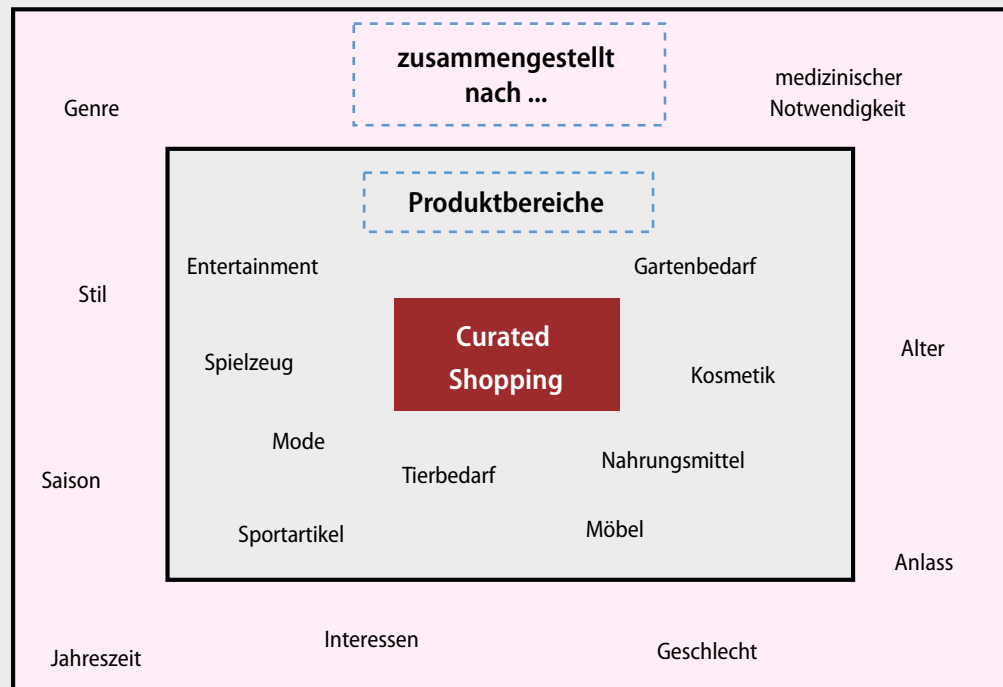 zusammengestellt
nach ...
Genre
medizinischer
Notwendigkeit
Produktbereiche
Entertainment
Gartenbedarf
Stil
Curated
Shopping
Alter
Spielzeug
Kosmetik
Mode
Nahrungsmittel
Tierbedarf
Saison
Sportartikel
Möbel
Anlass
Interessen
Geschlecht
Jahreszeit